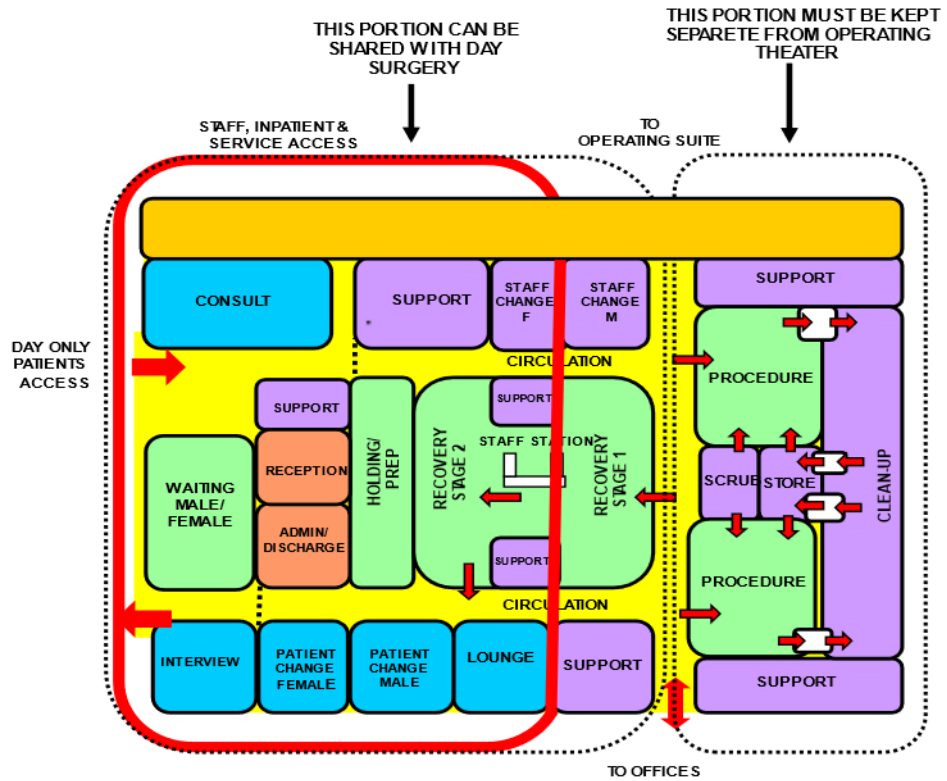 THIS PORTION CAN BE
SHARED WITH DAY
SURGERY
THIS PORTION MUST BE KEPT
SEPARETE FROM OPERATING
THEATER
STAFF, INPATIENT &
SERVICE ACCESS
TO
OPERATING SUITE
DAY ONLY
PATIENTS
ACCESS
CONSULT
SUPPORT
STAFF
CHANGE
F
STAFF
CHANGE
M
SUPPORT
CIRCULATION
PROCEDURE
SUPPORT
SUPPORT
WAITING
MALE/
FEMALE
RECEPTION
ADMIN/
DISCHARGE
HOLDING/
PREP
RECOVERY
STAGE 2
STAFF STATION
RECOVERY
STAGE 1
SUPPORT
SCRUB
STORE
CLEAN-UP
PROCEDURE
CIRCULATION
INTERVIEW
PATIENT
CHANGE
FEMALE
PATIENT
CHANGE
MALE
LOUNGE
SUPPORT
SUPPORT
TO OFFICES